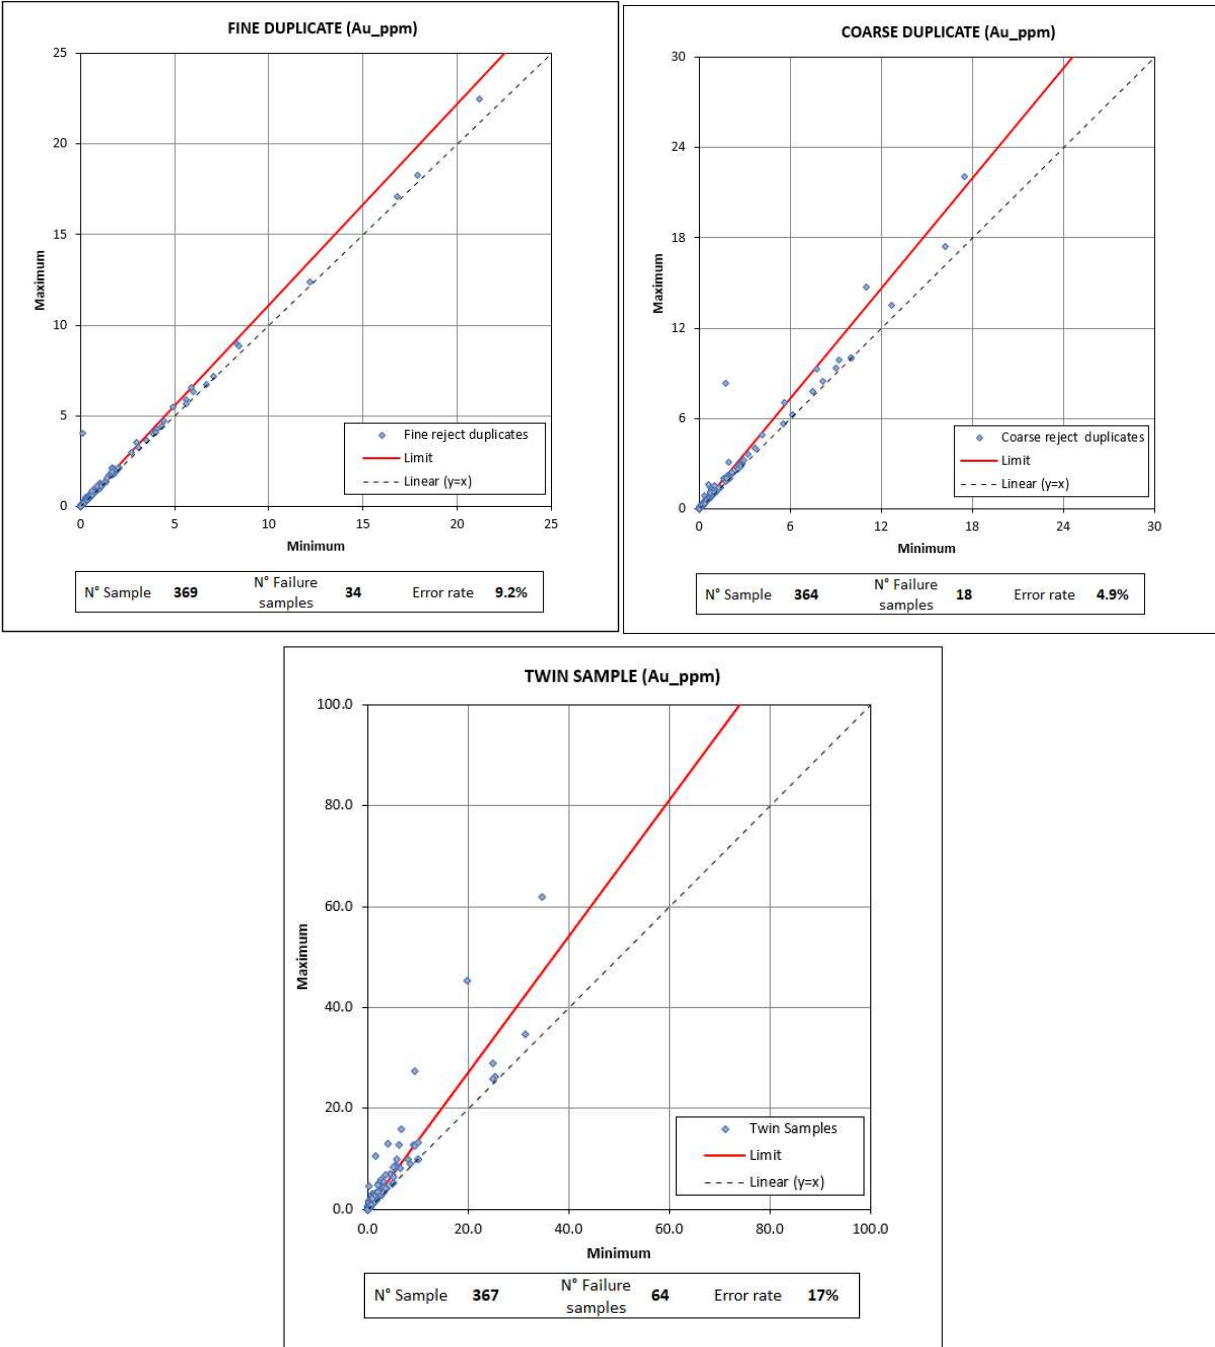 FINE DUPLICATE (Au_ppm)
25
20
15
10
5
0
Maximum
0 5 10 15 20 25
Minimum
Fine reject duplicates
Limit
Linear (y=x)
N° Sample 369 N° Failure samples 34 Error rate 9.2%
COARSE DUPLICATE (Au_ppm)
30
24
18
12
6
0
Maximum
0 6 12 18 24 30
Minimum
Coarse reject duplicates
Limit
Linear (y=x)
N° Sample 364 N° Failure samples 18 Error rate 4.9%
TWIN SAMPLE (Au_ppm)
100.0
80.0
60.0
40.0
20.0
0.0
Maximum
0.0 20.0 40.0 60.0 80.0 100.0
Minimum
Twin Samples
Limit
Linear (y=x)
N° Sample 367 N° Failure samples 64 Error rate 17%